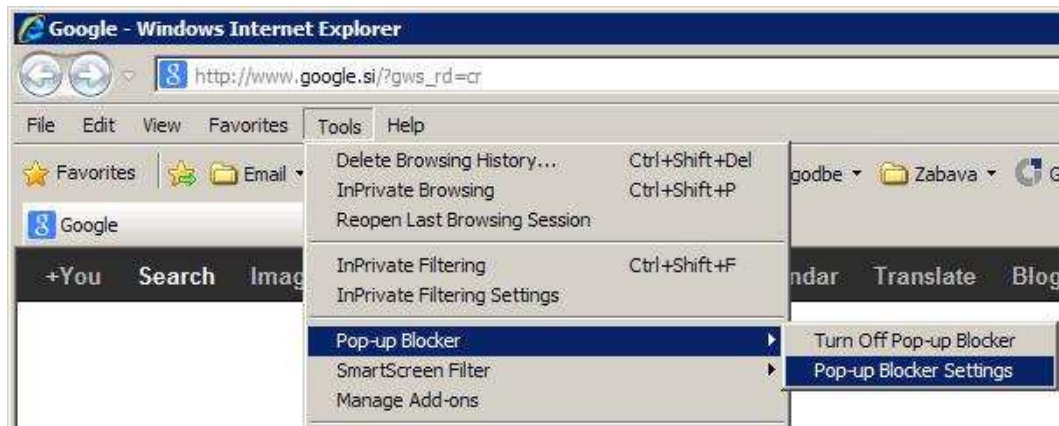 Google - Windows Internet Explorer
http://www.google.si/?gws_rd=cr
File Edit View Favorites Tools Help
Favorites Email godbe Zabava G
Google
+You Search Imag ndar Translate Blog
Delete Browsing History... Ctrl+Shift+Del
InPrivate Browsing Ctrl+Shift+P
Reopen Last Browsing Session
InPrivate Filtering Ctrl+Shift+F
InPrivate Filtering Settings
Pop-up Blocker
SmartScreen Filter
Manage Add-ons
Turn Off Pop-up Blocker
Pop-up Blocker Settings